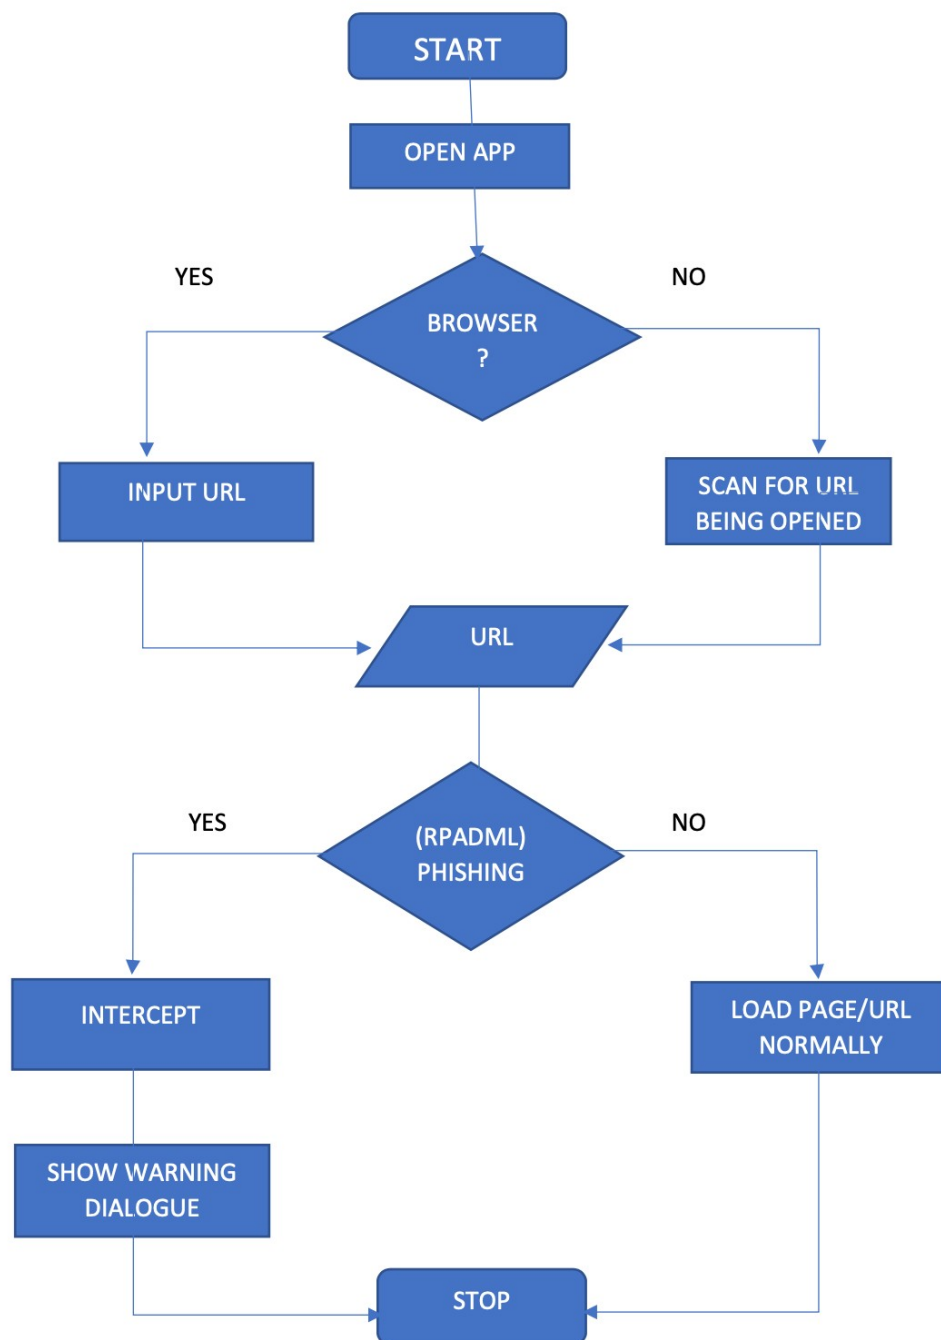 START
OPEN APP
YES
NO
BROWSER
?
INPUT URL
SCAN FOR URL
BEING OPENED
URL
YES
NO
(RPADML)
PHISHING
INTERCEPT
LOAD PAGE/URL
NORMALLY
SHOW WARNING
DIALOGUE
STOP